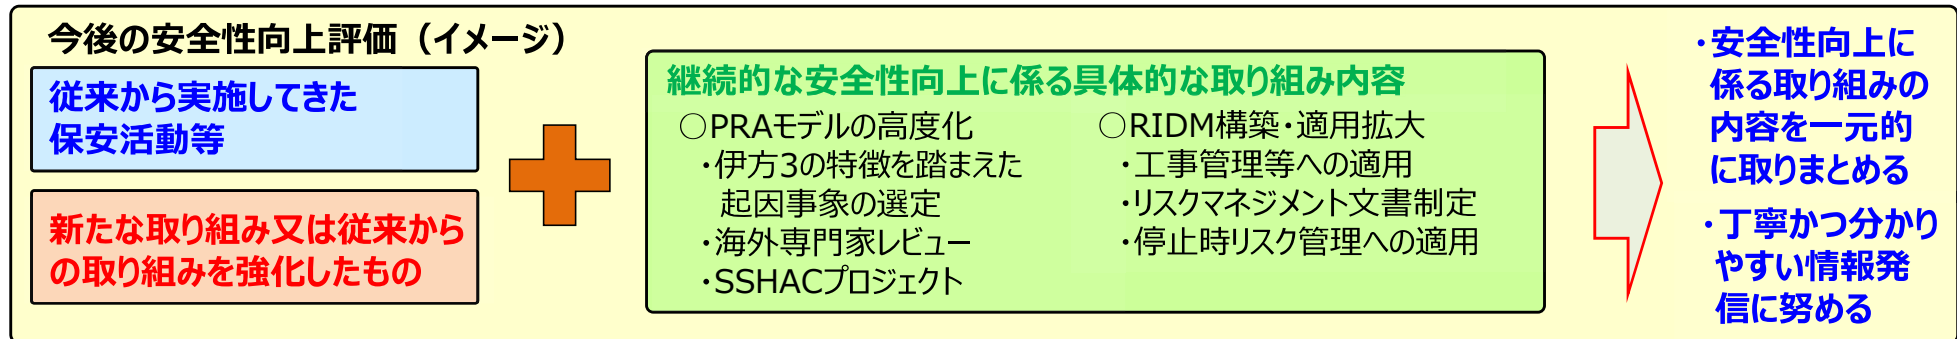 今後の安全性向上評価（イメージ）
従来から実施してきた
保安活動等
新たな取り組み又は従来から
の取り組みを強化したもの
継続的な安全性向上に係る具体的な取り組み内容
○PRAモデルの高度化
・伊方3の特徴を踏まえた
起因事象の選定
・海外専門家レビュー
・SSHACプロジェクト
○RIDM構築・適用拡大
・工事管理等への適用
・リスクマネジメント文書制定
・停止時リスク管理への適用
・安全性向上に
係る取り組みの
内容を一元的
に取りまとめる
・丁寧かつ分かり
やすい情報発
信に努める